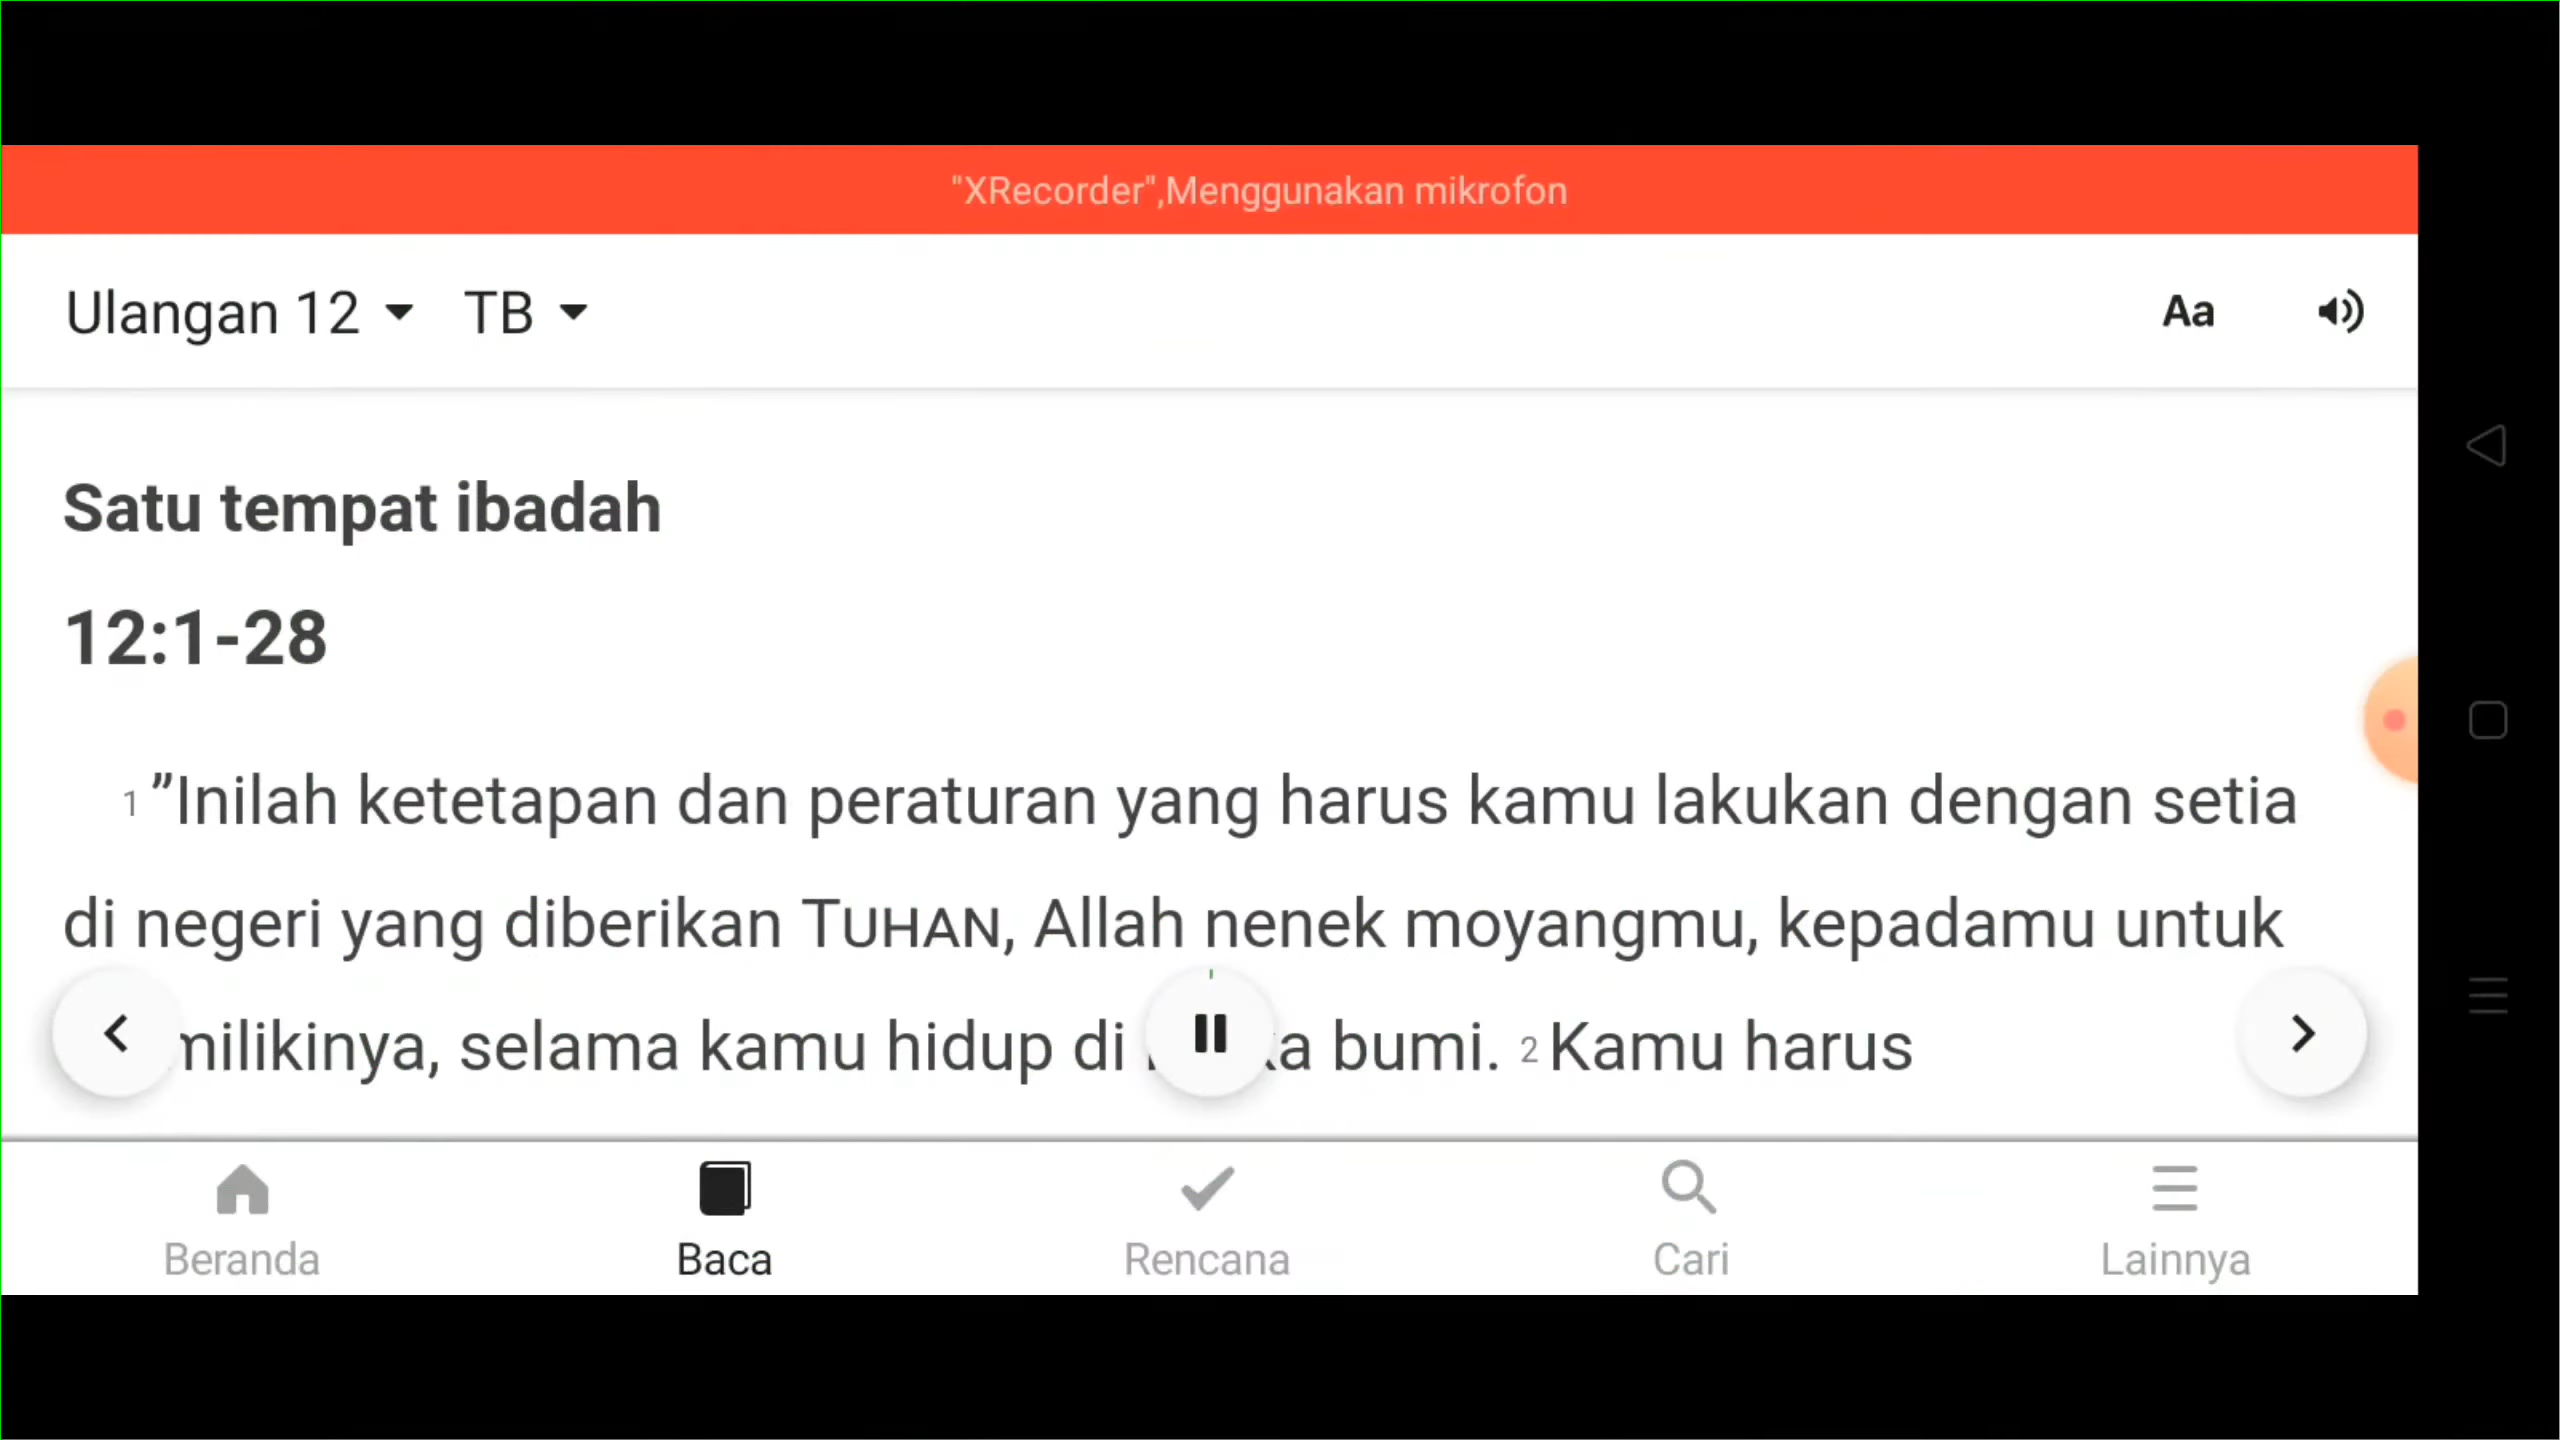 "XRecorder",Menggunakan mikrofon
Ulangan 12 TB Aa
Satu tempat ibadah
12:1-28
1 ”Inilah ketetapan dan peraturan yang harus kamu lakukan dengan setia
di negeri yang diberikan TUHAN, Allah nenek moyangmu, kepadamu untuk
selama kamu hidup di bumi. 2 Kamu harus
Beranda Baca Rencana Cari Lainnya